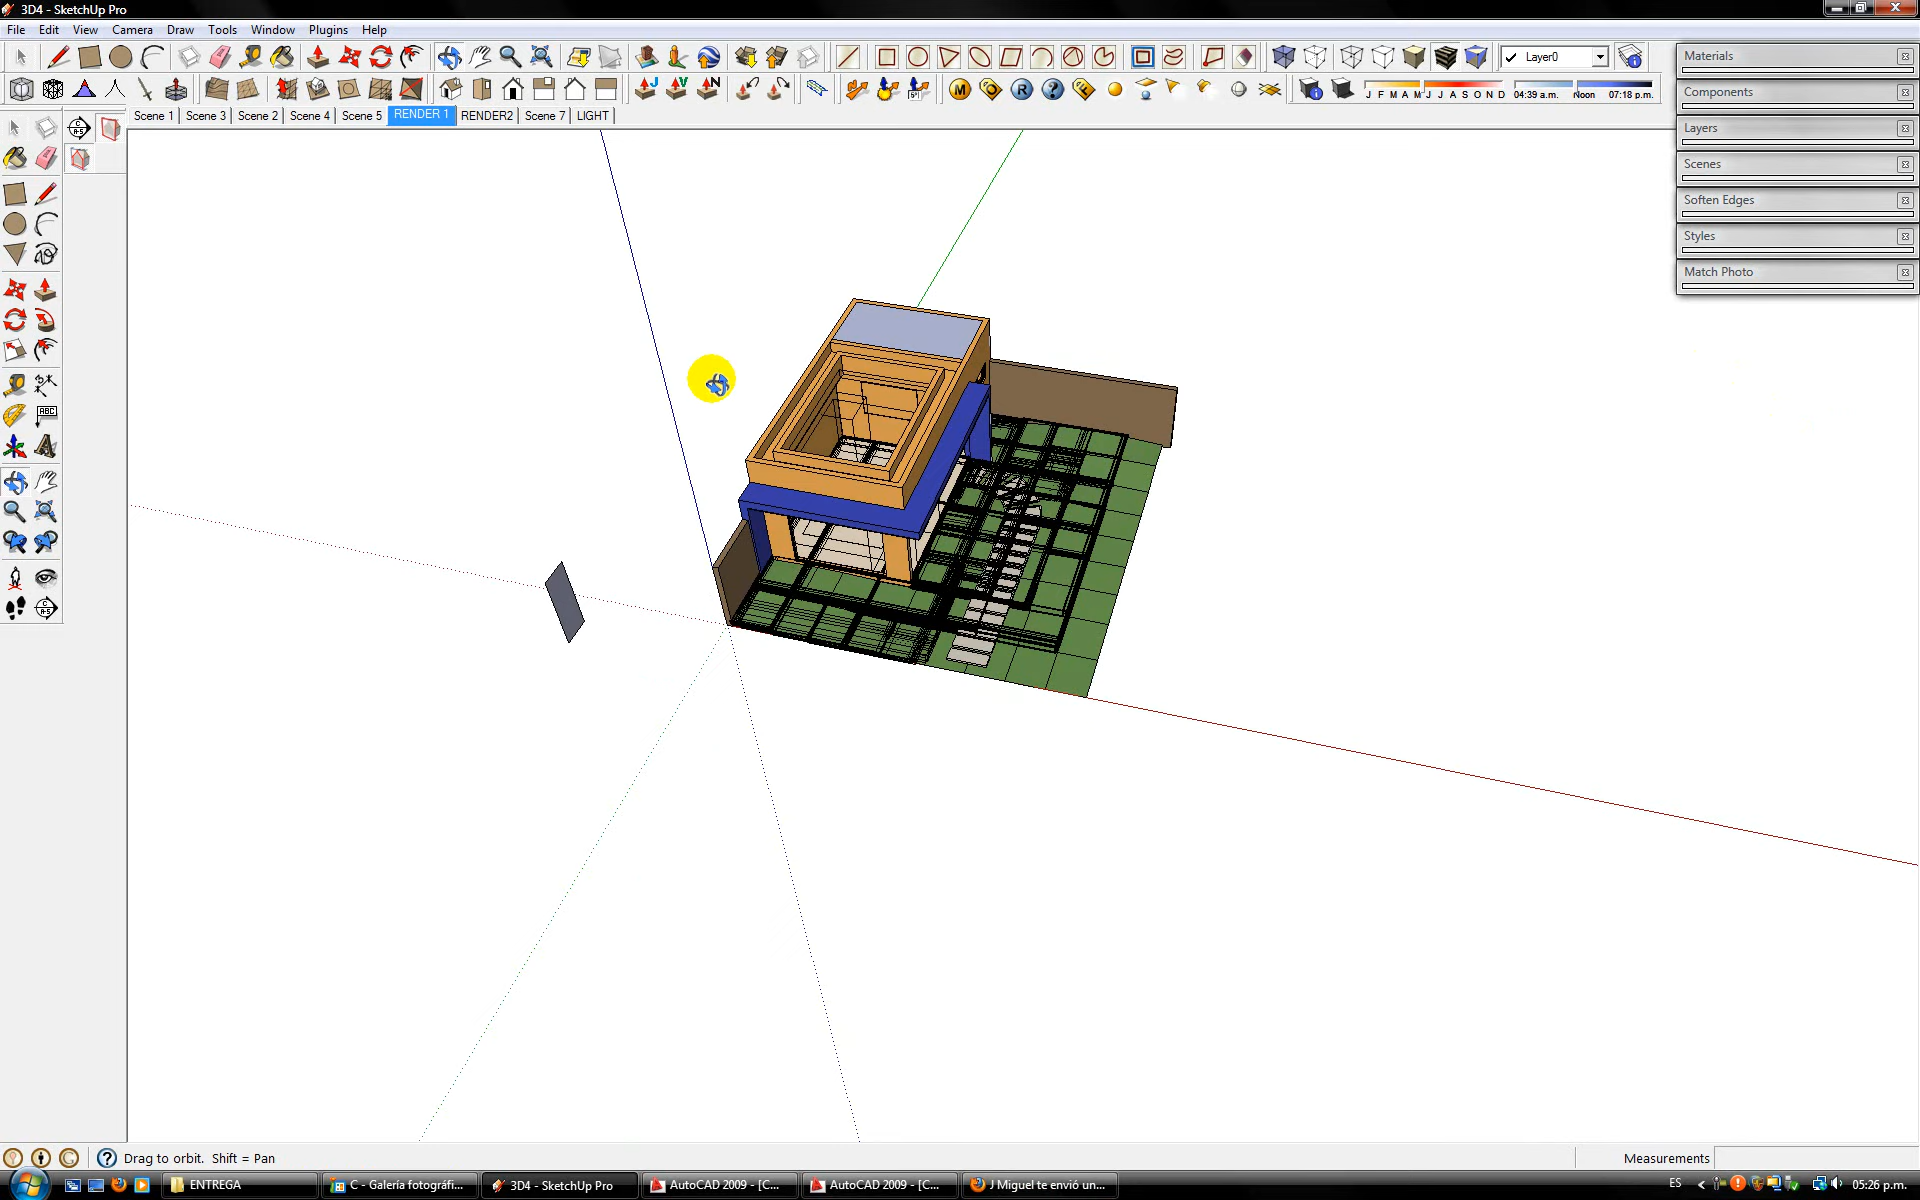 3D4 - SketchUp Pro
File Edit View Camera Draw Tools Window Plugins Help
Layer0
J F M A M J J A S O N D 04:39 a.m. Noon 07:18 p.m.
Scene 1 Scene 3 Scene 2 Scene 4 Scene 5 RENDER 1 RENDER2 Scene 7 LIGHT
Materials
Components
Layers
Scenes
Soften Edges
Styles
Match Photo
ABC
Drag to orbit. Shift = Pan
Measurements
ENTREGA
C - Galería fotográfi...
3D4 - SketchUp Pro
AutoCAD 2009 - [C...
AutoCAD 2009 - [C...
J Miguel te envió un...
ES
05:26 p.m.